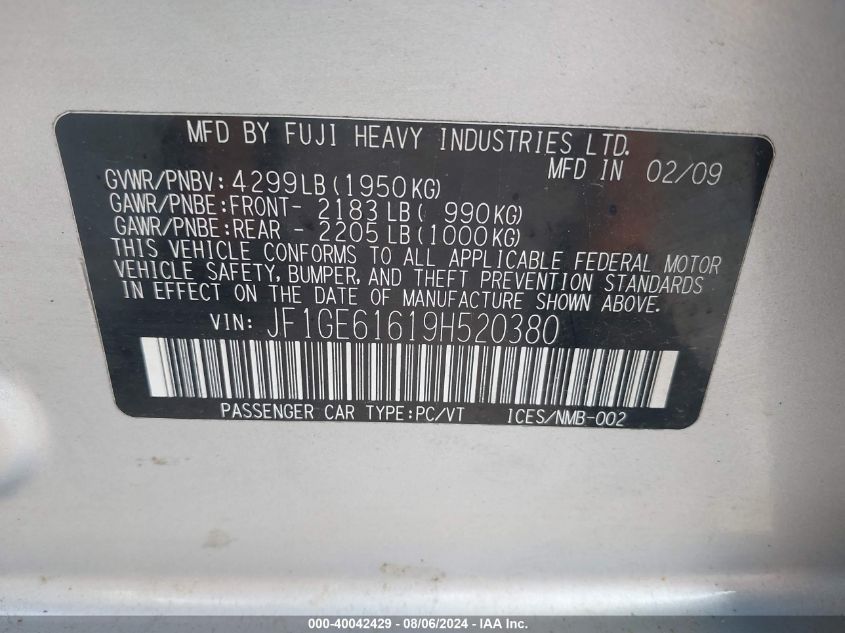 MFD BY FUJI HEAVY INDUSTRIES LTD.
MFD IN 02/09
GVWR/PNBV: 4299LB(1950KG)
GAWR/PNBE:FRONT- 2183LB( 990KG)
GAWR/PNBE:REAR - 2205LB(1000KG)
THIS VEHICLE CONFORMS TO ALL APPLICABLE FEDERAL MOTOR
VEHICLE SAFETY, BUMPER, AND THEFT PREVENTION STANDARDS
IN EFFECT ON THE DATE OF MANUFACTURE SHOWN ABOVE.
VIN: JF1GE61619H520380
PASSENGER CAR TYPE:PC/VT ICES/NMB-002
000-40042429 - 08/06/2024 - IAA Inc.